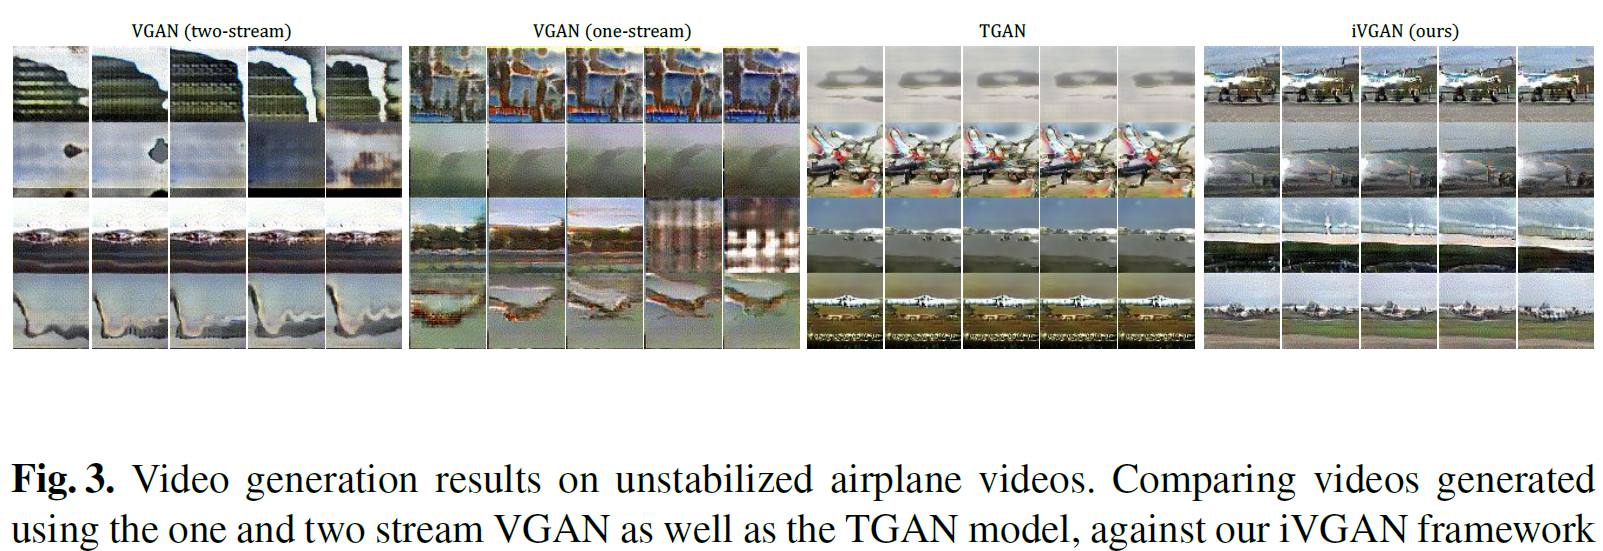 VGAN (two-stream)
VGAN (one-stream)
TGAN
iVGAN (ours)
Fig. 3. Video generation results on unstabilized airplane videos. Comparing videos generated
using the one and two stream VGAN as well as the TGAN model, against our iVGAN framework